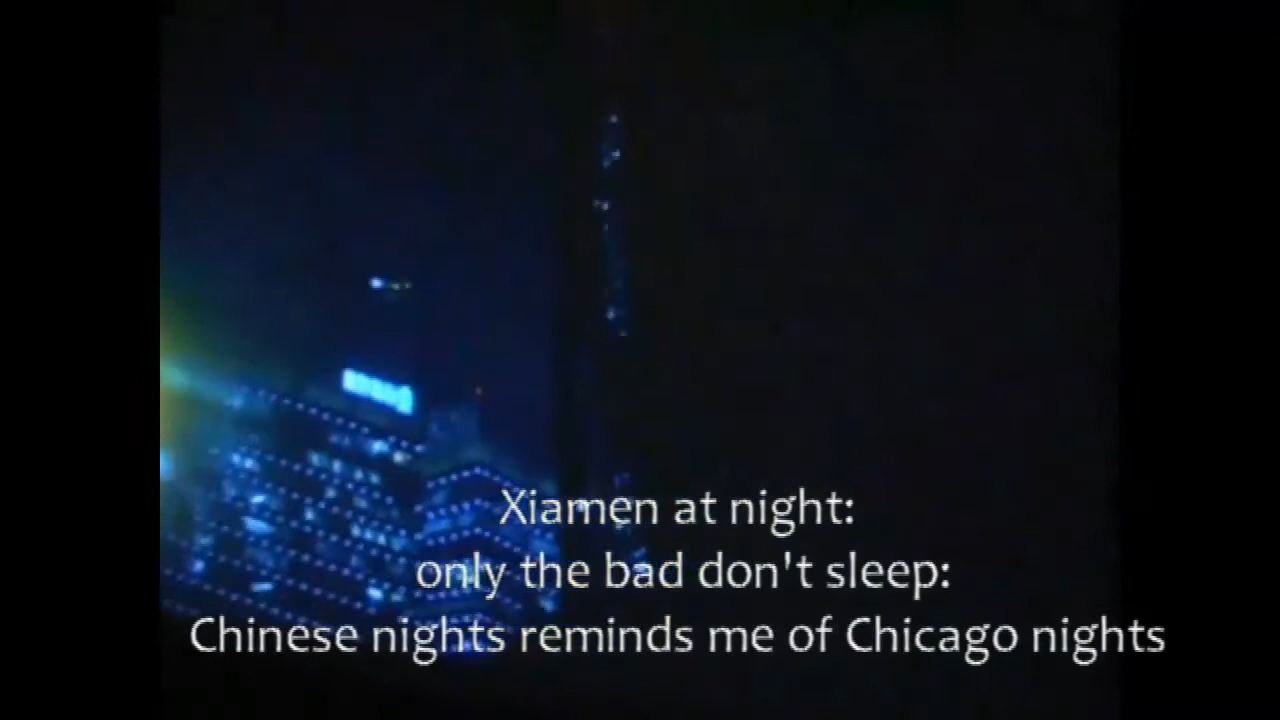 Xiamen at night:
only the bad don't sleep:
Chinese nights reminds me of Chicago nights